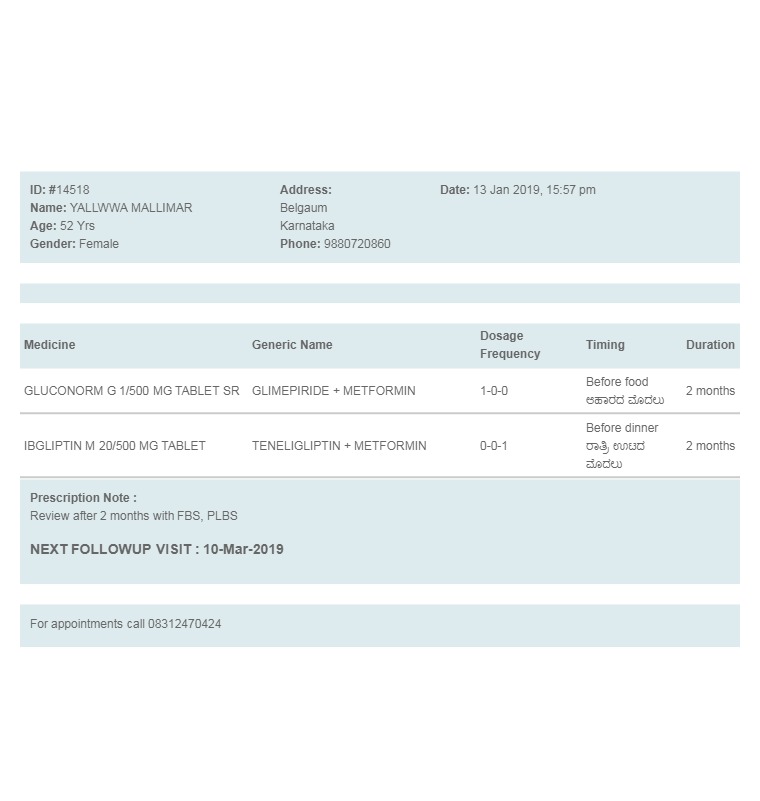 ID: #14518
Name: YALLWWA MALLIMAR
Age: 52 Yrs
Gender: Female
Address:
Belgaum
Karnataka
Phone: 9880720860
Date: 13 Jan 2019, 15:57 pm
Medicine Generic Name Dosage Frequency Timing Duration
GLUCONORM G 1/500 MG TABLET SR GLIMEPIRIDE + METFORMIN 1-0-0 Before food 2 months
ಆಹಾರದ ಮೊದಲು
IBGLIPTIN M 20/500 MG TABLET TENELIGLIPTIN + METFORMIN 0-0-1 Before dinner 2 months
ರಾತ್ರಿ ಊಟದ
ಮೊದಲು
Prescription Note :
Review after 2 months with FBS, PLBS
NEXT FOLLOWUP VISIT : 10-Mar-2019
For appointments call 08312470424